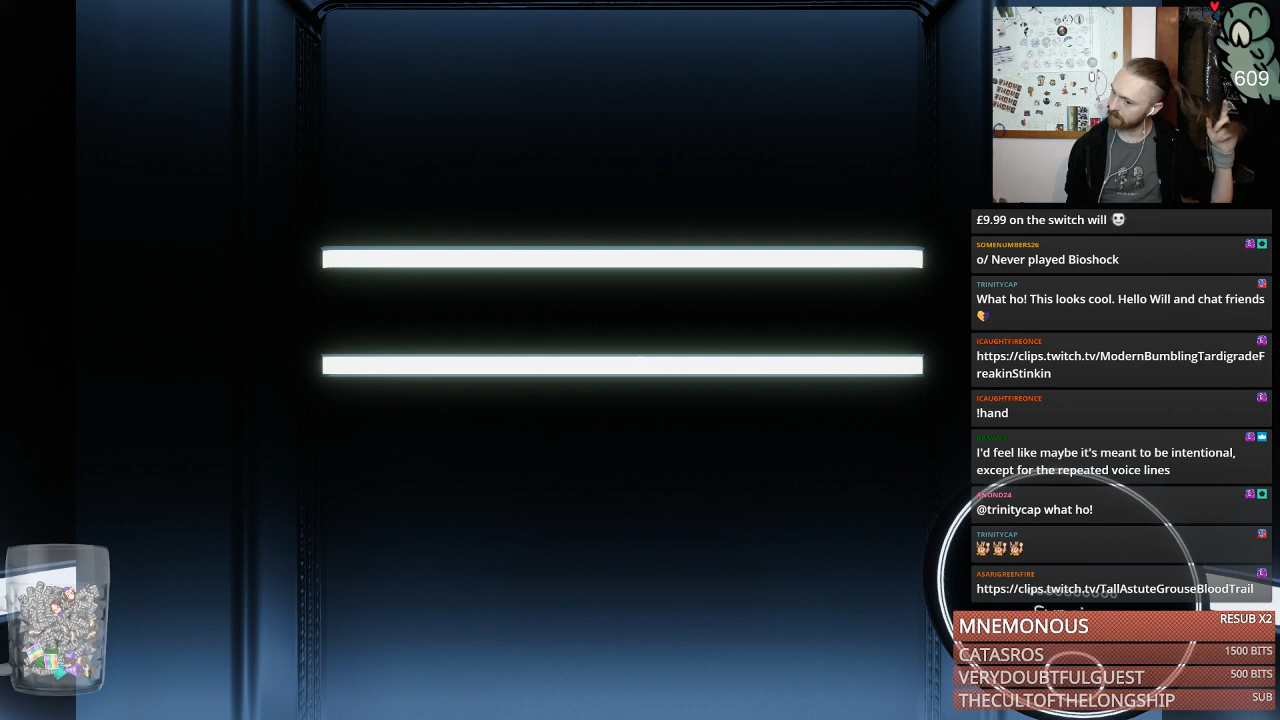 609
£9.99 on the switch will
SOMENUMBERS26
o/ Never played Bioshock
TRINITYCAP
What ho! This looks cool. Hello Will and chat friends
ICAUGHTFIREONCE
https://clips.twitch.tv/ModernBumblingTardigradeF
reakinStinkin
ICAUGHTFIREONCE
!hand
I'd feel like maybe it's meant to be intentional,
except for the repeated voice lines
ANOND24
@trinitycap what ho!
TRINITYCAP
ASARIGREENFIRE
https://clips.twitch.tv/TallAstuteGrouseBloodTrail
MNEMONOUS RESUB X2
CATASROS 1500 BITS
VERYDOUBTFULGUEST 500 BITS
THECULTOFTHELONGSHIP SUB